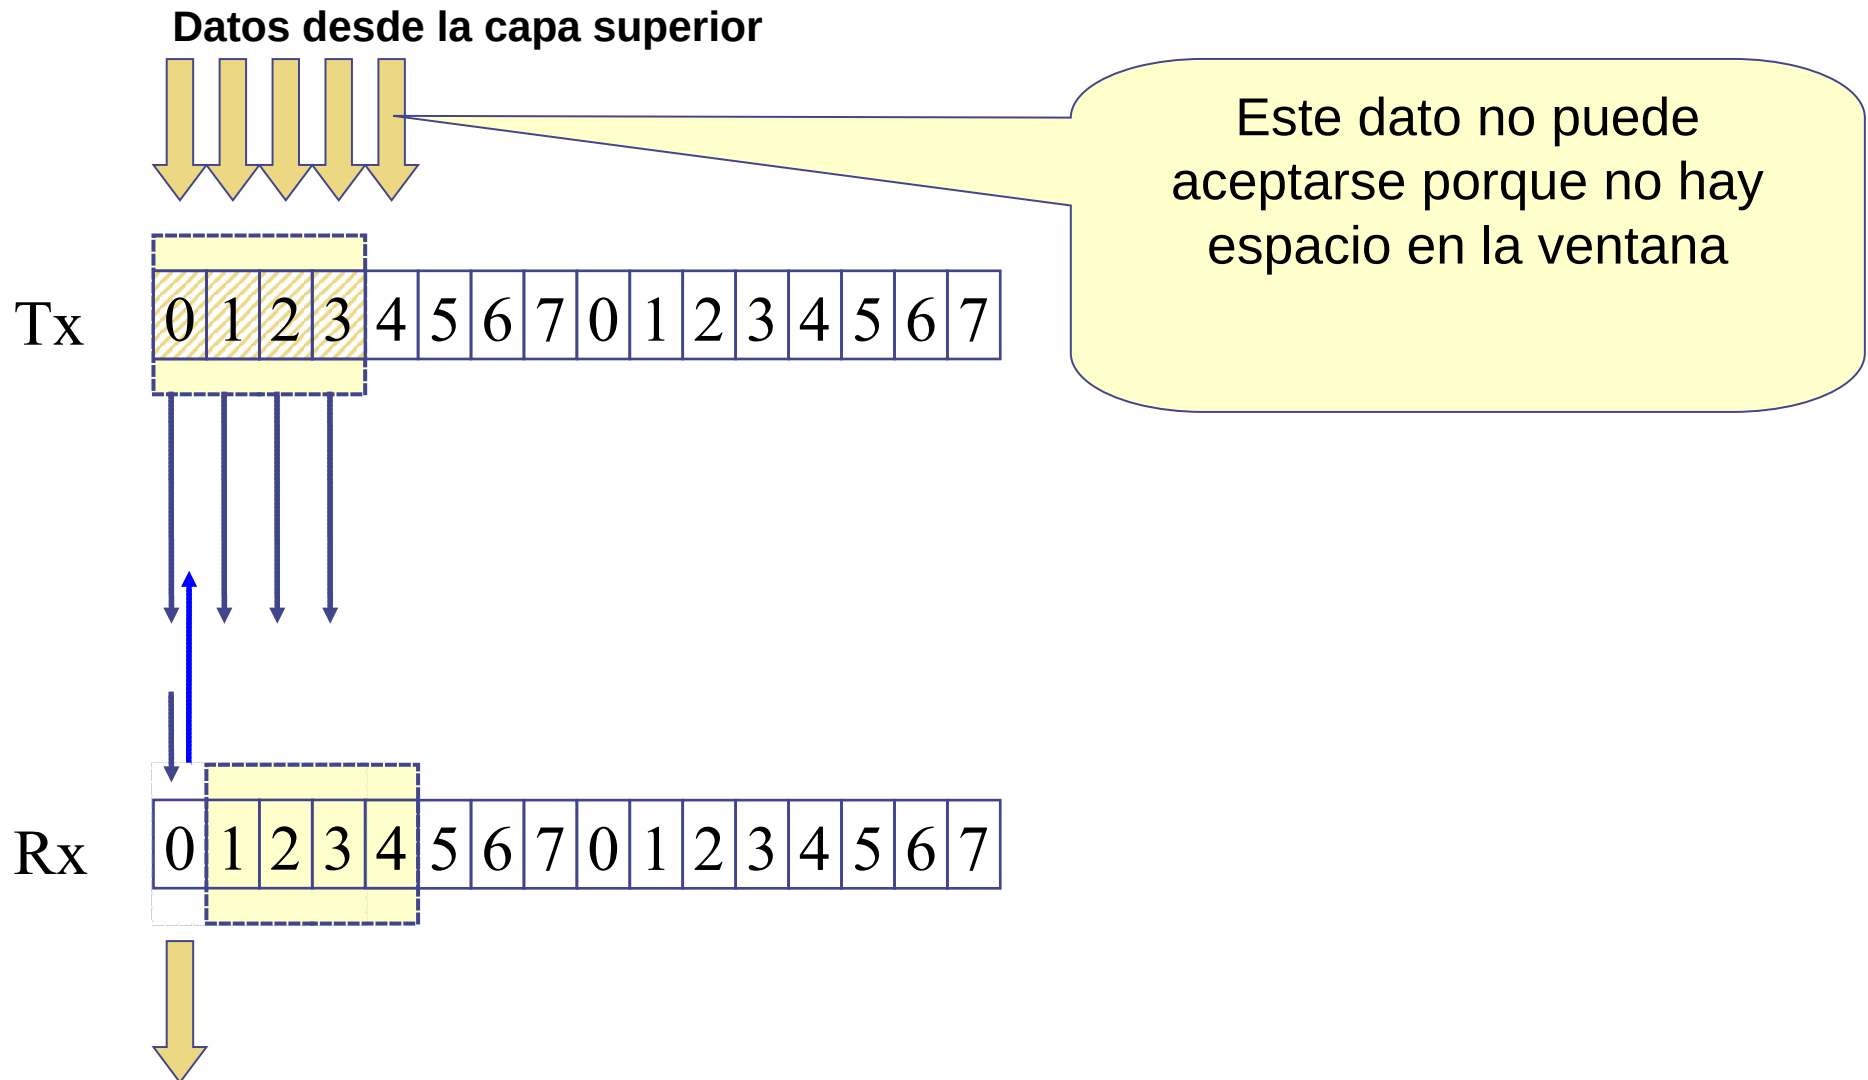 Datos desde la capa superior
Este dato no puede
aceptarse porque no hay
espacio en la ventana
Tx 0 1 2 3 4 5 6 7 0 1 2 3 4 5 6 7
Rx 0 1 2 3 4 5 6 7 0 1 2 3 4 5 6 7